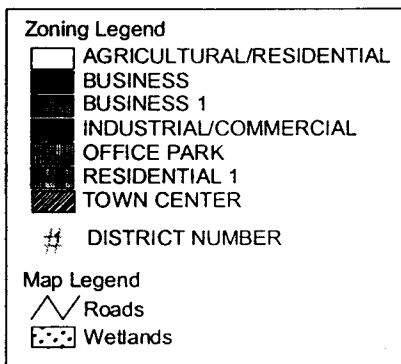 Zoning Legend
AGRICULTURAL/RESIDENTIAL
BUSINESS
BUSINESS 1
INDUSTRIAL/COMMERCIAL
OFFICE PARK
RESIDENTIAL 1
TOWN CENTER
# DISTRICT NUMBER
Map Legend
Roads
Wetlands